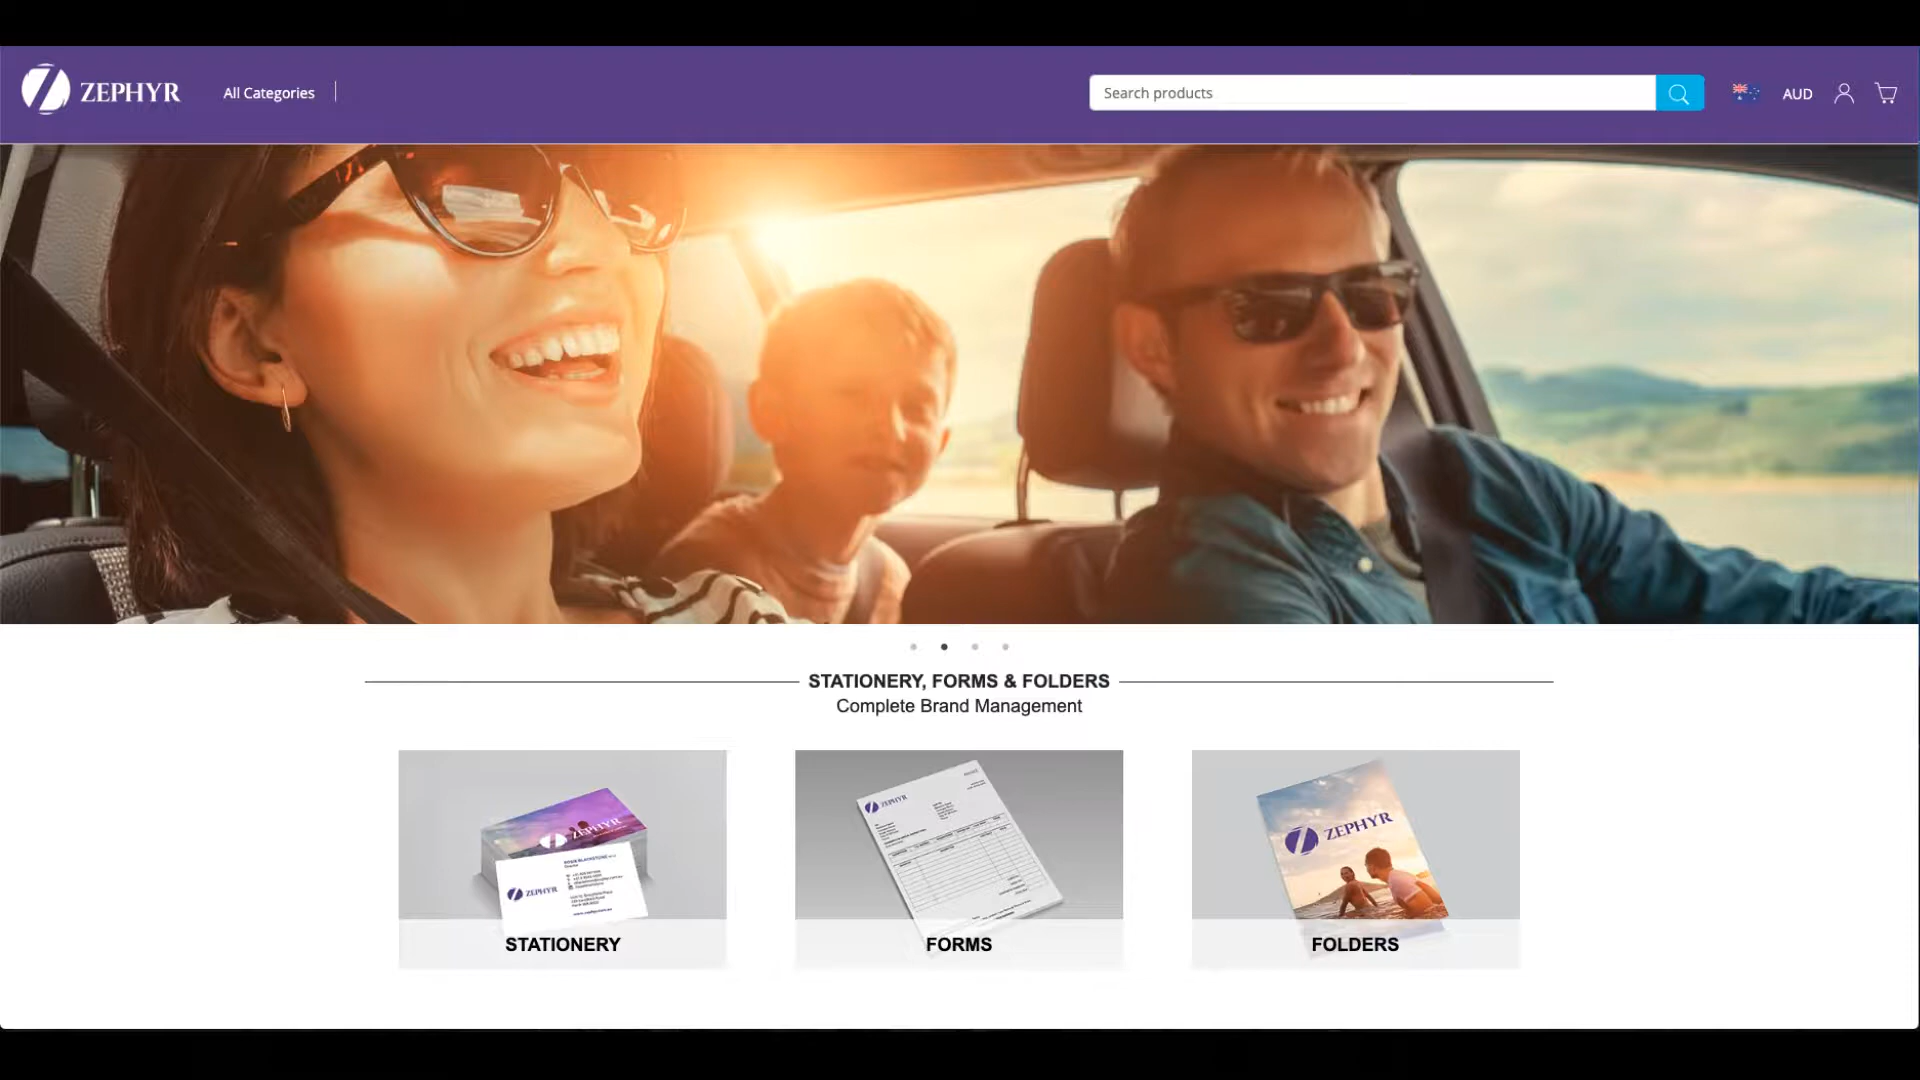 ZEPHYR
All Categories
Search products
AUD
STATIONERY, FORMS & FOLDERS
Complete Brand Management
ZEPHYR
ZEPHYR
STATIONERY
ZEPHYR
FORMS
ZEPHYR
FOLDERS